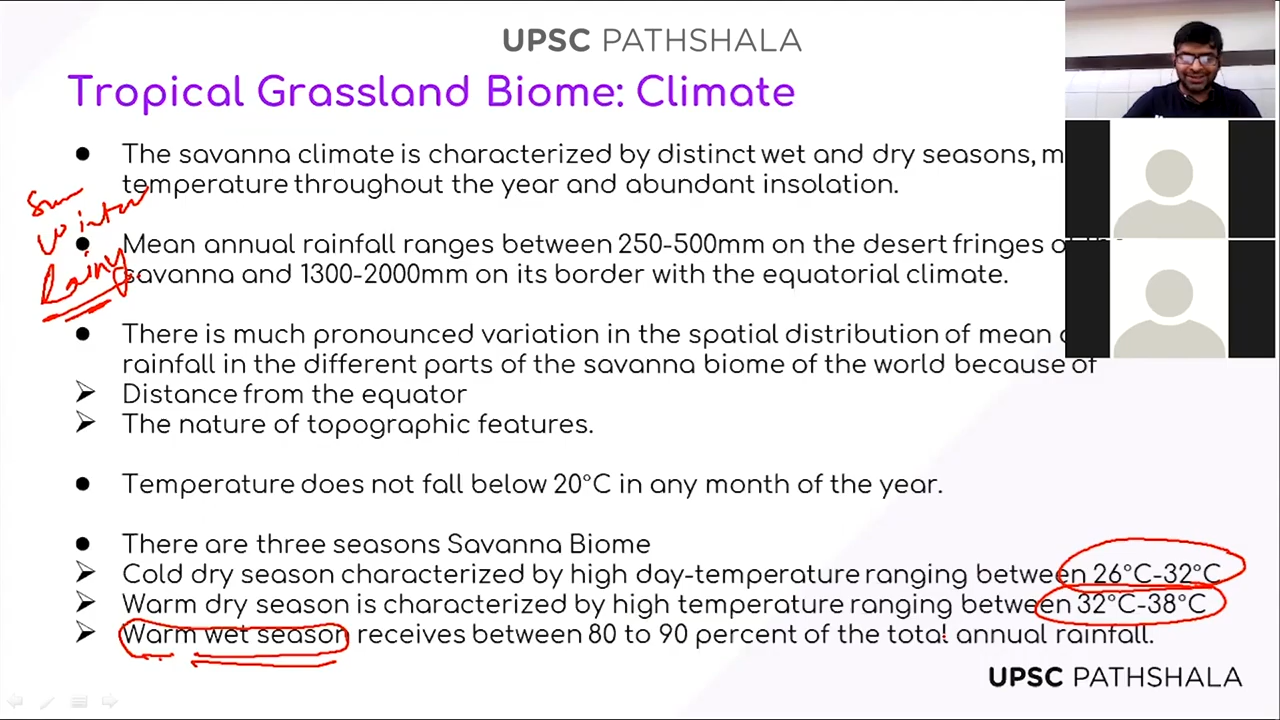 UPSC PATHSHALA
Tropical Grassland Biome: Climate
● The savanna climate is characterized by distinct wet and dry seasons, m
temperature throughout the year and abundant insolation.
● Mean annual rainfall ranges between 250-500mm on the desert fringes of the
savanna and 1300-2000mm on its border with the equatorial climate.
Sum
Winter
Rainy
● There is much pronounced variation in the spatial distribution of mean
rainfall in the different parts of the savanna biome of the world because of
➤ Distance from the equator
➤ The nature of topographic features.
● Temperature does not fall below 20°C in any month of the year.
● There are three seasons Savanna Biome
➤ Cold dry season characterized by high day-temperature ranging between 26°C-32°C
➤ Warm dry season is characterized by high temperature ranging between 32°C-38°C
➤ Warm wet season receives between 80 to 90 percent of the total annual rainfall.
UPSC PATHSHALA